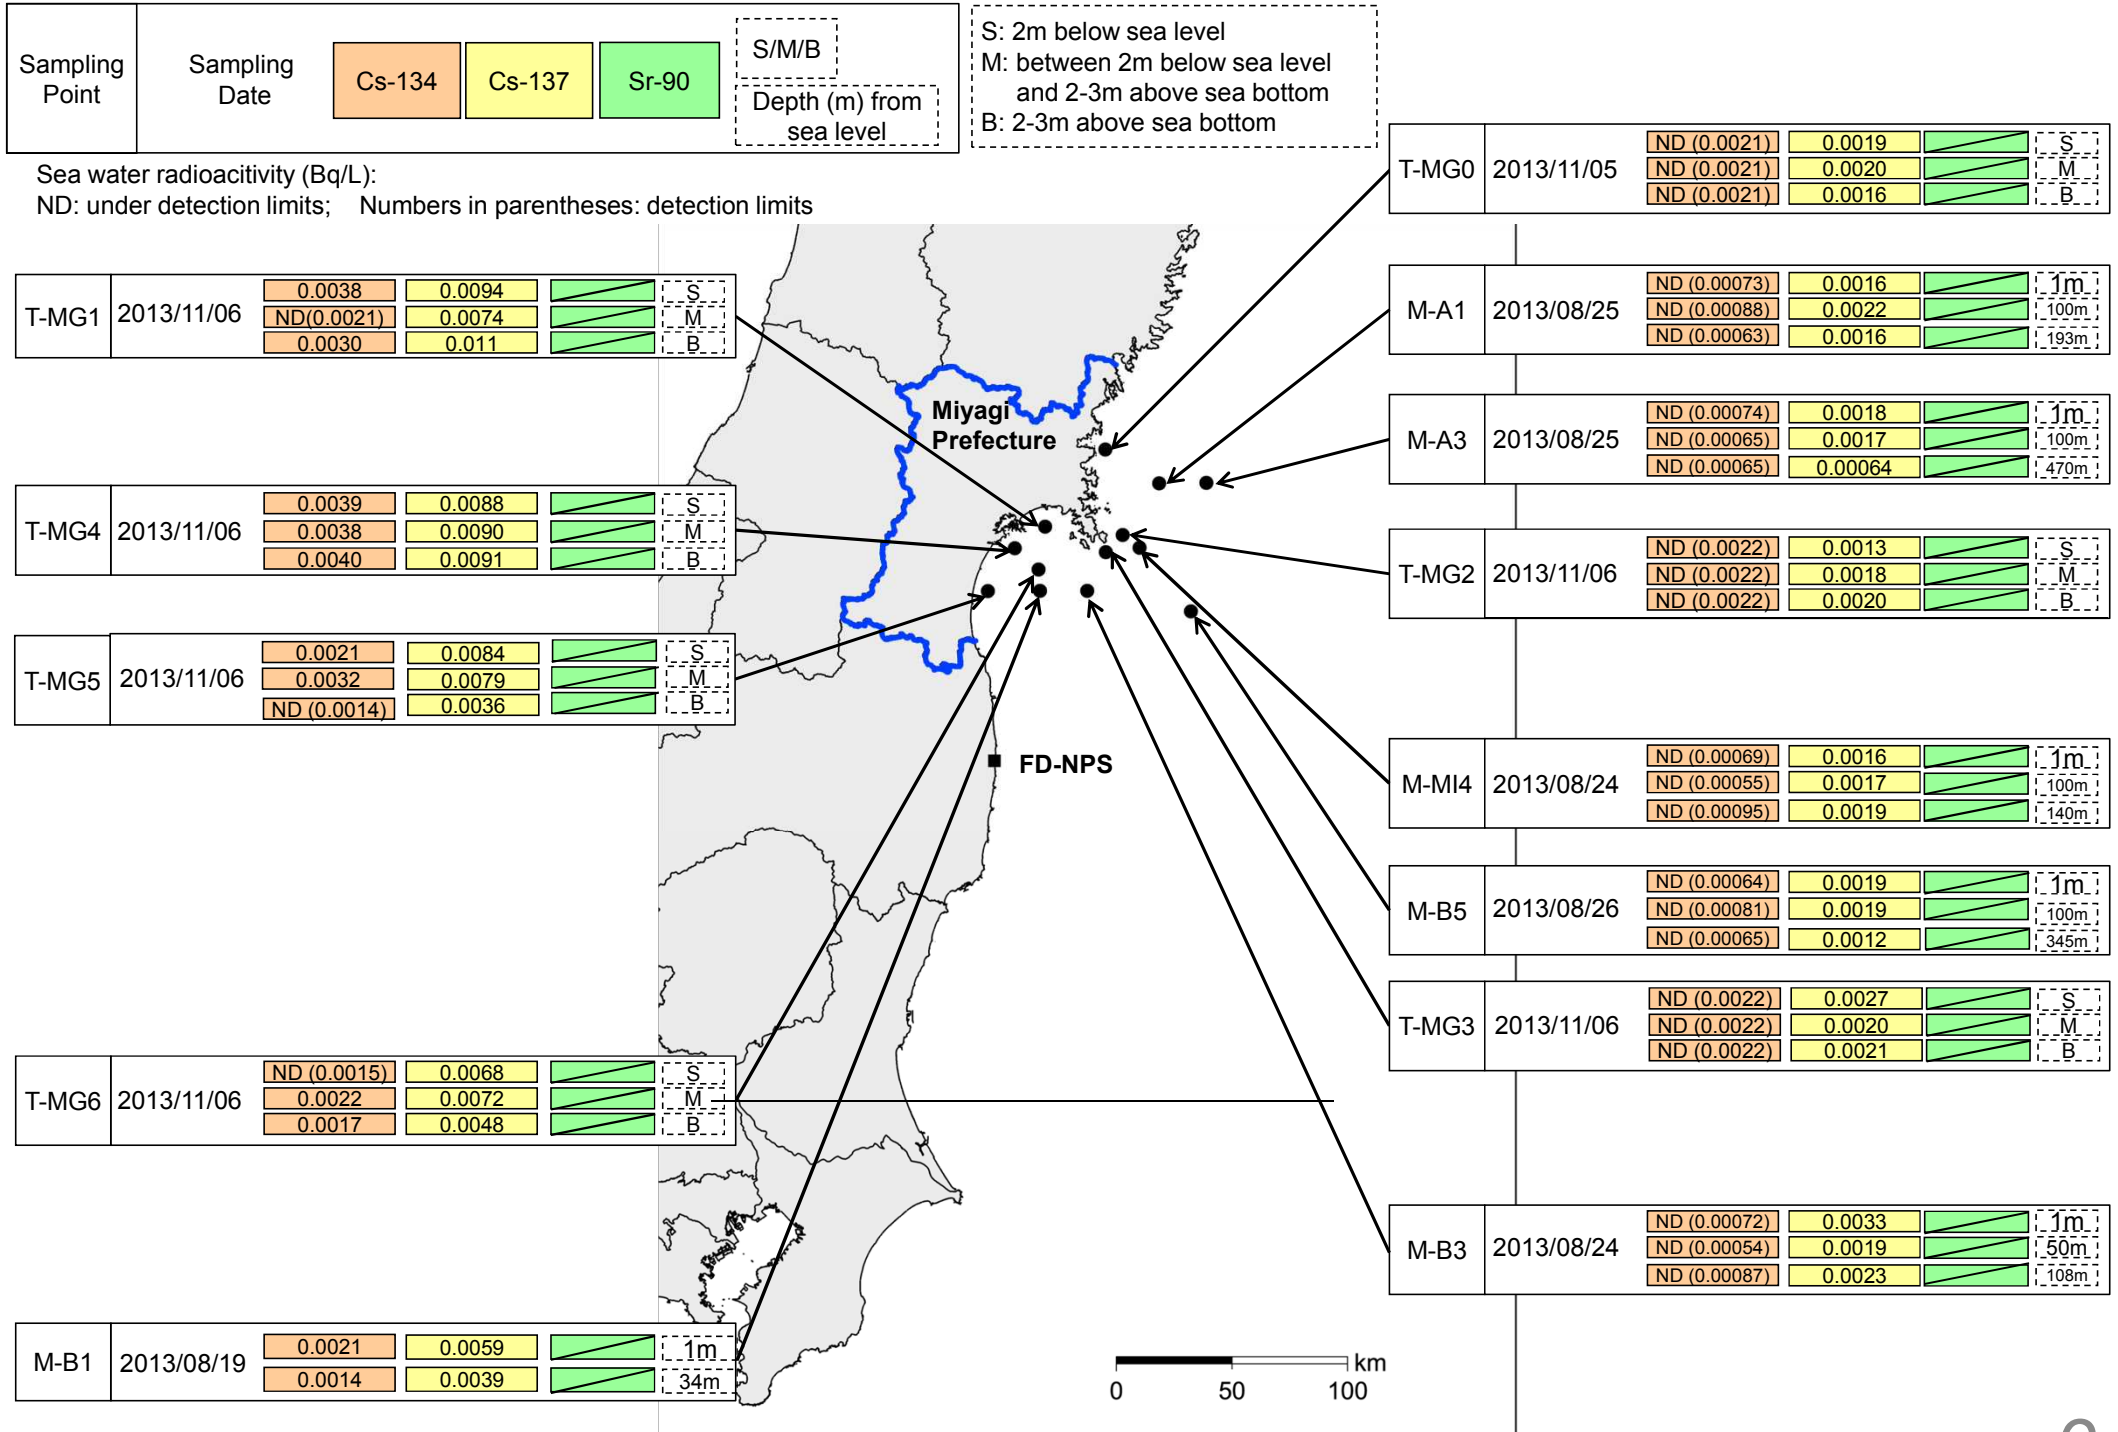 Sampling
Point
Sampling
Date
Cs-134
Cs-137
Sr-90
S/M/B
Depth (m) from
sea level
S: 2m below sea level
M: between 2m below sea level
and 2-3m above sea bottom
B: 2-3m above sea bottom
Sea water radioacitivity (Bq/L):
ND: under detection limits; Numbers in parentheses: detection limits
T-MG1 2013/11/06
0.0038 0.0094 S
ND(0.0021) 0.0074 M
0.0030 0.011 B
T-MG4 2013/11/06
0.0039 0.0088 S
0.0038 0.0090 M
0.0040 0.0091 B
T-MG5 2013/11/06
0.0021 0.0084 S
0.0032 0.0079 M
ND (0.0014) 0.0036 B
T-MG6 2013/11/06
ND (0.0015) 0.0068 S
0.0022 0.0072 M
0.0017 0.0048 B
M-B1 2013/08/19
0.0021 0.0059 1m
0.0014 0.0039 34m
Miyagi
Prefecture
FD-NPS
km
0 50 100
T-MG0 2013/11/05
ND (0.0021) 0.0019 S
ND (0.0021) 0.0020 M
ND (0.0021) 0.0016 B
M-A1 2013/08/25
ND (0.00073) 0.0016 1m
ND (0.00088) 0.0022 100m
ND (0.00063) 0.0016 193m
M-A3 2013/08/25
ND (0.00074) 0.0018 1m
ND (0.00065) 0.0017 100m
ND (0.00065) 0.00064 470m
T-MG2 2013/11/06
ND (0.0022) 0.0013 S
ND (0.0022) 0.0018 M
ND (0.0022) 0.0020 B
M-MI4 2013/08/24
ND (0.00069) 0.0016 1m
ND (0.00055) 0.0017 100m
ND (0.00095) 0.0019 140m
M-B5 2013/08/26
ND (0.00064) 0.0019 1m
ND (0.00081) 0.0019 100m
ND (0.00065) 0.0012 345m
T-MG3 2013/11/06
ND (0.0022) 0.0027 S
ND (0.0022) 0.0020 M
ND (0.0022) 0.0021 B
M-B3 2013/08/24
ND (0.00072) 0.0033 1m
ND (0.00054) 0.0019 50m
ND (0.00087) 0.0023 108m